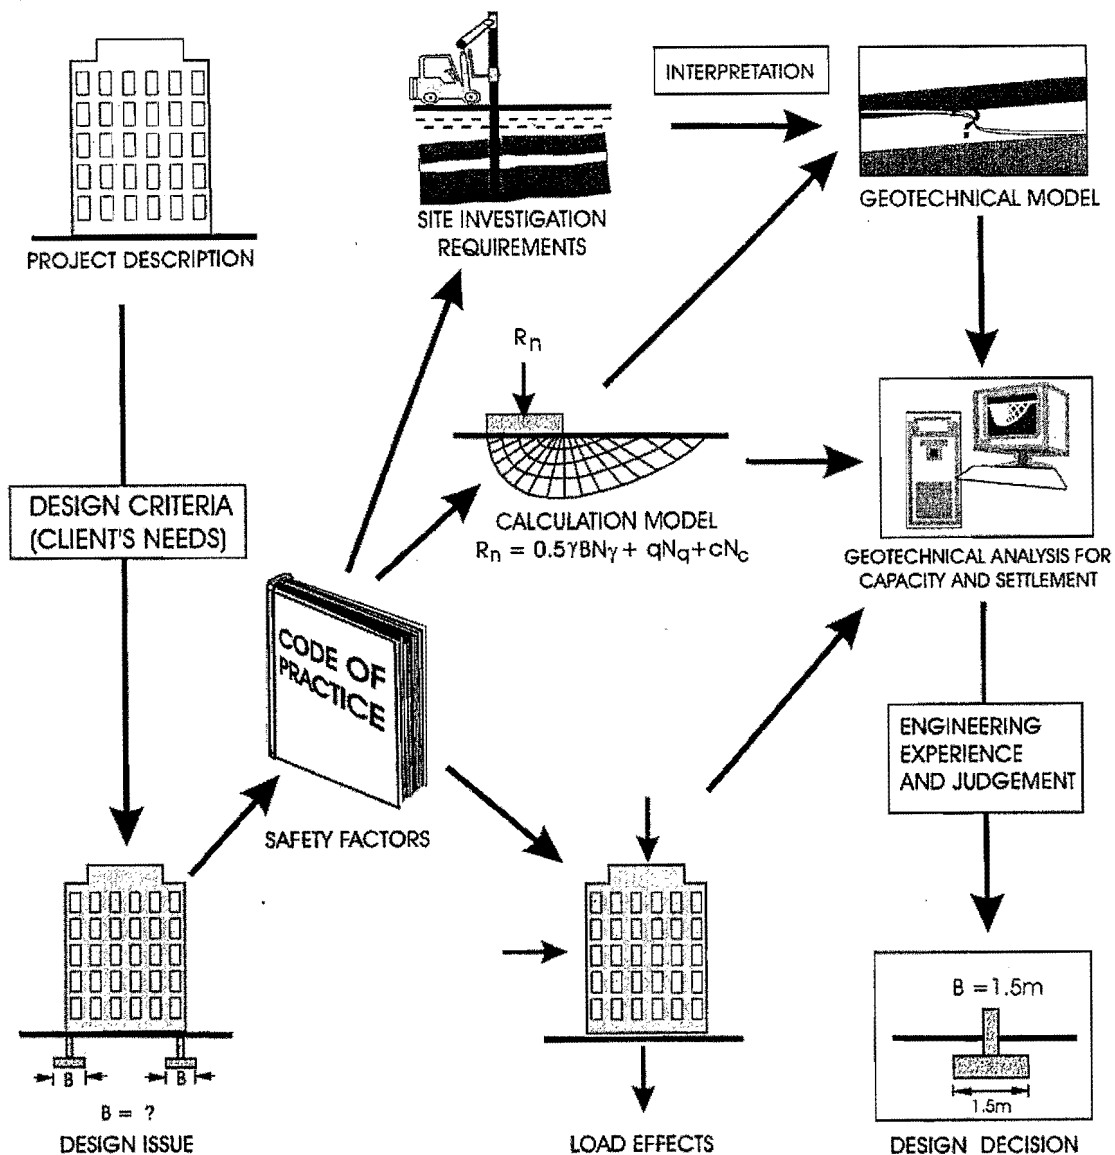 PROJECT DESCRIPTION
DESIGN CRITERIA
(CLIENT'S NEEDS)
B
B
B = ?
DESIGN ISSUE
CODE OF
PRACTICE
SAFETY FACTORS
SITE INVESTIGATION
REQUIREMENTS
Rn
CALCULATION MODEL
Rn = 0.5γBNγ + qNq+cNc
LOAD EFFECTS
INTERPRETATION
?
GEOTECHNICAL MODEL
GEOTECHNICAL ANALYSIS FOR
CAPACITY AND SETTLEMENT
ENGINEERING
EXPERIENCE
AND JUDGEMENT
B = 1.5m
1.5m
DESIGN DECISION